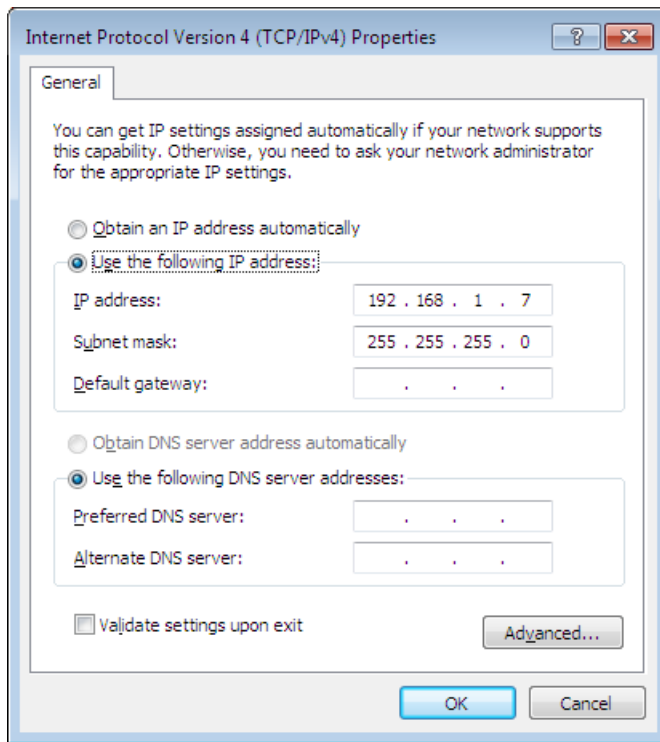 Internet Protocol Version 4 (TCP/IPv4) Properties
General
You can get IP settings assigned automatically if your network supports
this capability. Otherwise, you need to ask your network administrator
for the appropriate IP settings.
Obtain an IP address automatically
Use the following IP address:
IP address: 192 . 168 . 1 . 7
Subnet mask: 255 . 255 . 255 . 0
Default gateway: . . .
Obtain DNS server address automatically
Use the following DNS server addresses:
Preferred DNS server: . . .
Alternate DNS server: . . .
Validate settings upon exit
Advanced...
OK Cancel